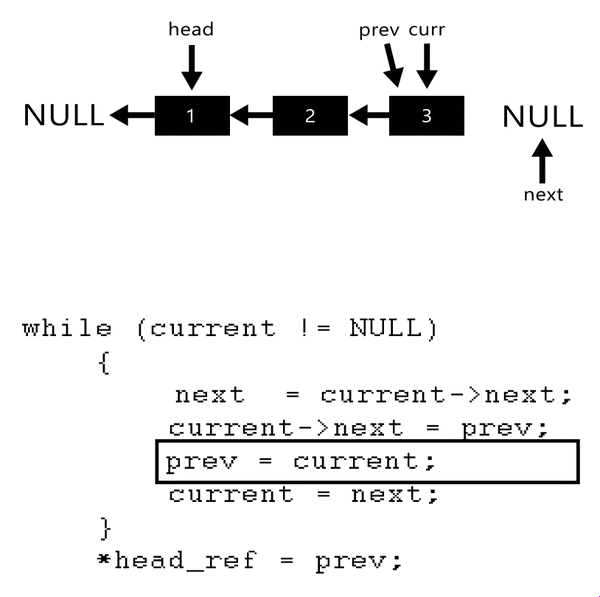 head
prev curr
NULL 1 2 3 NULL
next
while (current != NULL)
{
next = current->next;
current->next = prev;
prev = current;
current = next;
}
*head_ref = prev;